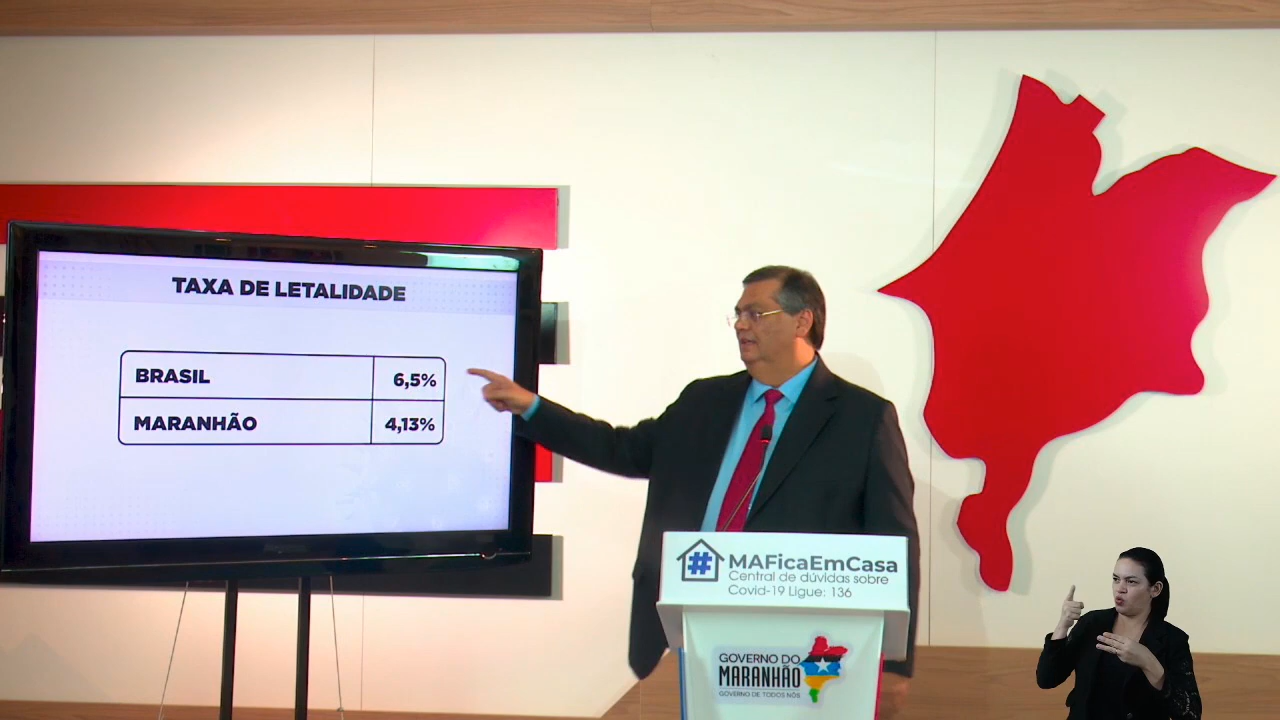 TAXA DE LETALIDADE
BRASIL 6,5%
MARANHÃO 4,13%
#MAFicaEmCasa
Central de dúvidas sobre
Covid-19 Ligue: 136
GOVERNO DO
MARANHÃO
GOVERNO DE TODOS NÓS